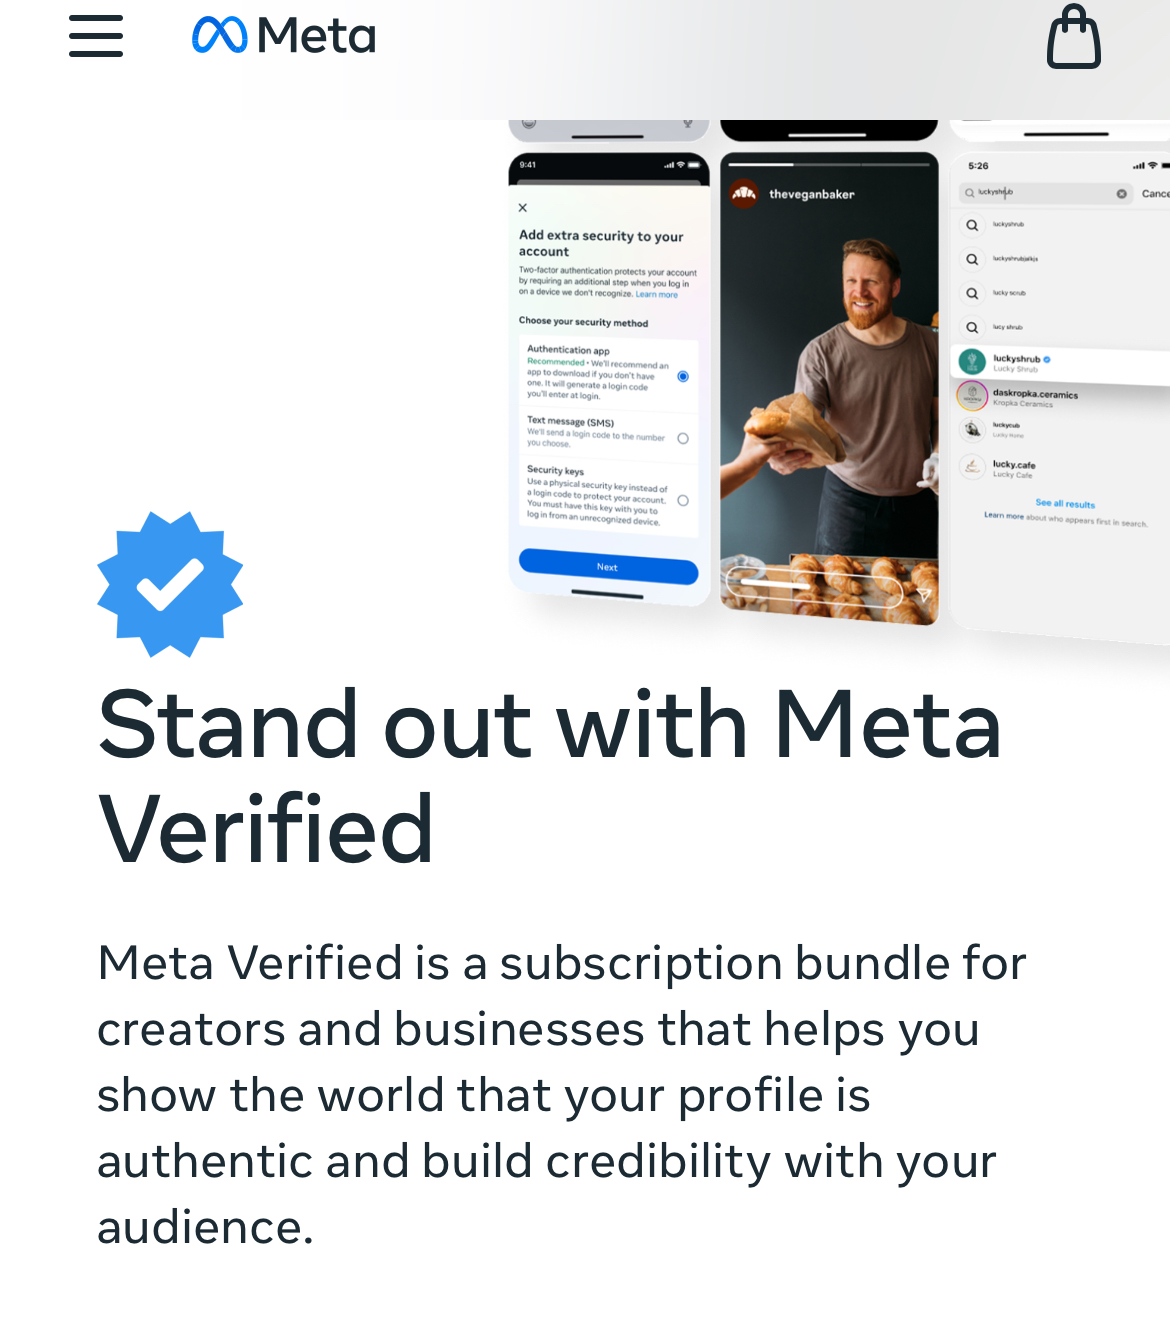 Meta
9:41
Add extra security to your
account
Two-factor authentication protects your account
by requiring an additional step when you log in
on a device we don't recognize. Learn more
Choose your security method
Authentication app
Recommended • We'll recommend an
app to download if you don't have
one. It will generate a login code
you'll enter at login.
Text message (SMS)
We'll send a login code to the number
you choose.
Security keys
Use a physical security key instead of
a login code to protect your account.
You must have this key with you to
log in from an unrecognized device.
Next
theveganbaker
5:26
luckyshrub
Cance
luckyshrub
lucky scrub
lucy shrub
luckyshrub
Lucky Shrub
daskropka.ceramics
Kropka Ceramics
luckycub
lucky.cafe
Lucky Cafe
See all results
Learn more about who appears first in search.
Stand out with Meta
Verified
Meta Verified is a subscription bundle for
creators and businesses that helps you
show the world that your profile is
authentic and build credibility with your
audience.